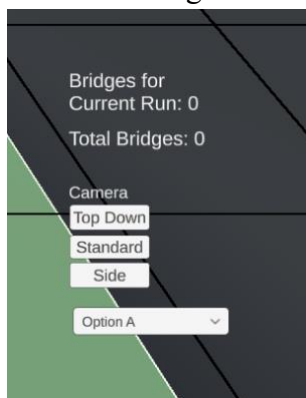 Bridges for
Current Run: 0
Total Bridges: 0
Camera
Top Down
Standard
Side
Option A